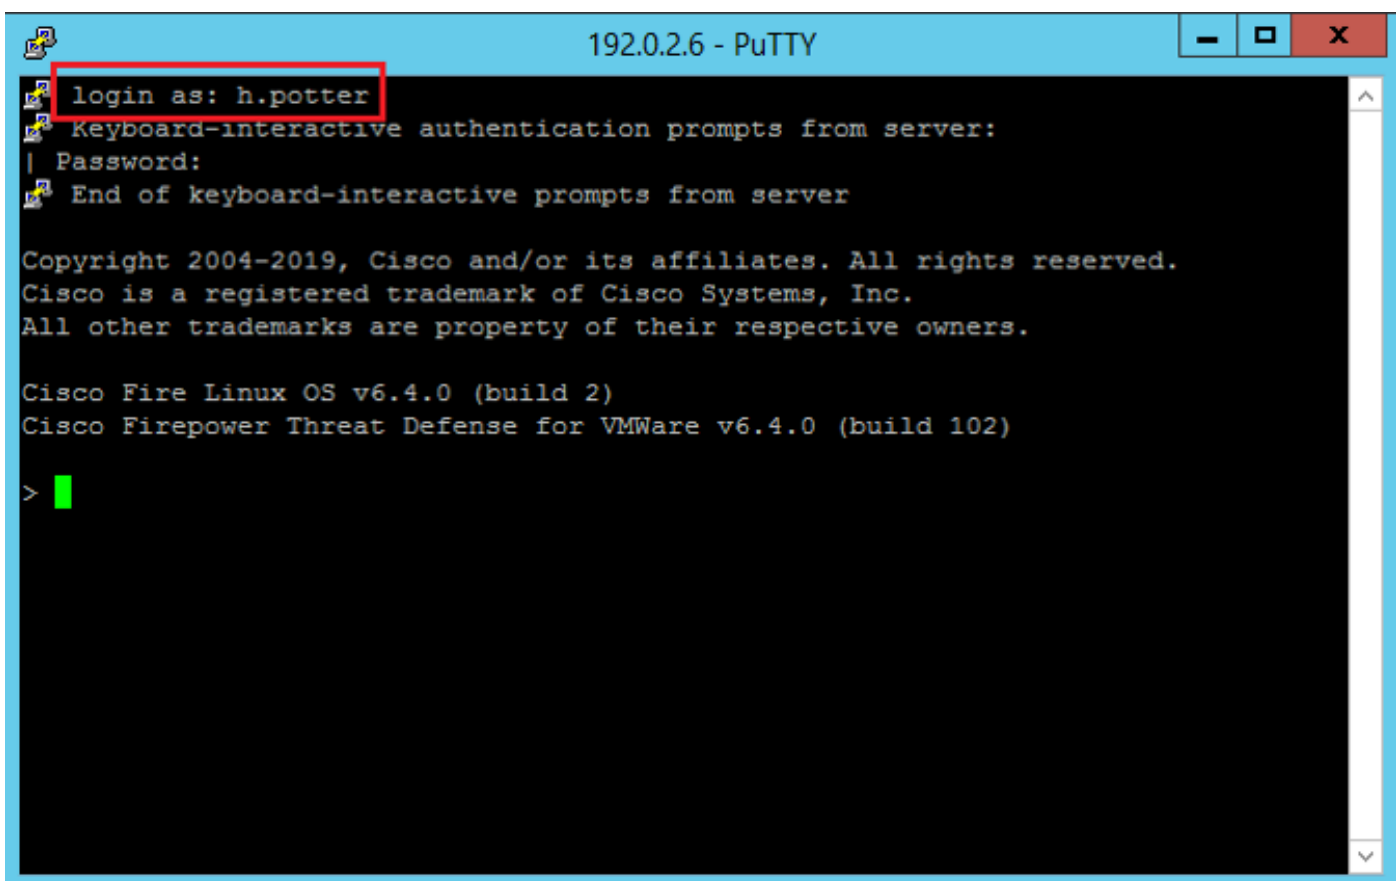 192.0.2.6 - PuTTY
login as: h.potter
Keyboard-interactive authentication prompts from server:
| Password:
End of keyboard-interactive prompts from server
Copyright 2004-2019, Cisco and/or its affiliates. All rights reserved.
Cisco is a registered trademark of Cisco Systems, Inc.
All other trademarks are property of their respective owners.
Cisco Fire Linux OS v6.4.0 (build 2)
Cisco Firepower Threat Defense for VMWare v6.4.0 (build 102)
>